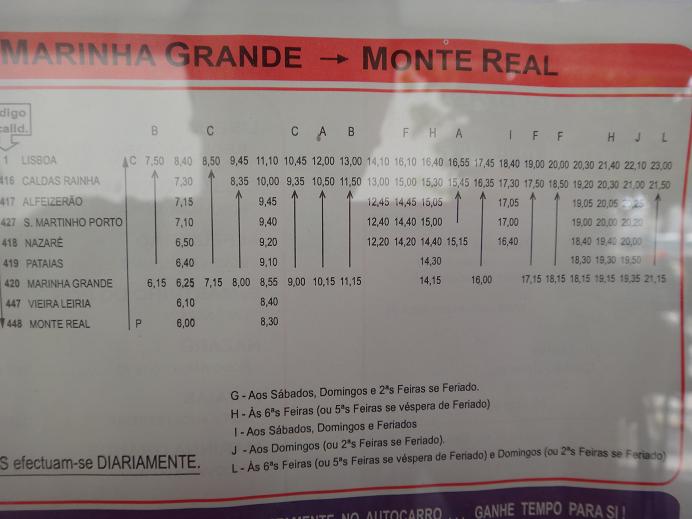 MARINHA GRANDE → MONTE REAL
digo
alid.
B C C A B F H A I F F H J L
1 LISBOA C 7,50 8,40 8,50 9,45 11,10 10,45 12,00 13,00 14,10 16,10 16,40 16,55 17,45 18,40 19,00 20,00 20,30 21,40 22,10 23,00
416 CALDAS RAINHA 7,30 8,35 10,00 9,35 10,50 11,50 13,00 15,00 15,30 15,45 16,35 17,30 17,50 18,50 19,20 20,30 21,00 21,50
417 ALFEIZERÃO 7,15 9,45 12,45 14,45 15,05 17,05 19,05 20,05 20,25
427 S. MARTINHO PORTO 7,10 9,40 12,40 14,40 15,00 17,00 19,00 20,00 20,20
418 NAZARÉ 6,50 9,20 12,20 14,20 14,40 15,15 16,40 18,40 19,40 20,00
419 PATAIAS 6,40 9,10 14,30 18,30 19,30 19,50
420 MARINHA GRANDE 6,15 6,25 7,15 8,00 8,55 9,00 10,15 11,15 14,15 16,00 17,15 18,15 18,15 19,15 19,35 21,15
447 VIEIRA LEIRIA 6,10 8,40
448 MONTE REAL P 6,00 8,30
G - Aos Sábados, Domingos e 2ªs Feiras se Feriado.
H - Às 6ªs Feiras (ou 5ªs Feiras se véspera de Feriado)
I - Aos Sábados, Domingos e Feriados
J - Aos Domingos (ou 2ªs Feiras se Feriado).
L - Às 6ªs Feiras (ou 5ªs Feiras se véspera de Feriado) e Domingos (ou 2ªs Feiras se Feriado)
S efectuam-se DIARIAMENTE.
NO AUTOCARRO ... GANHE TEMPO PARA SI !